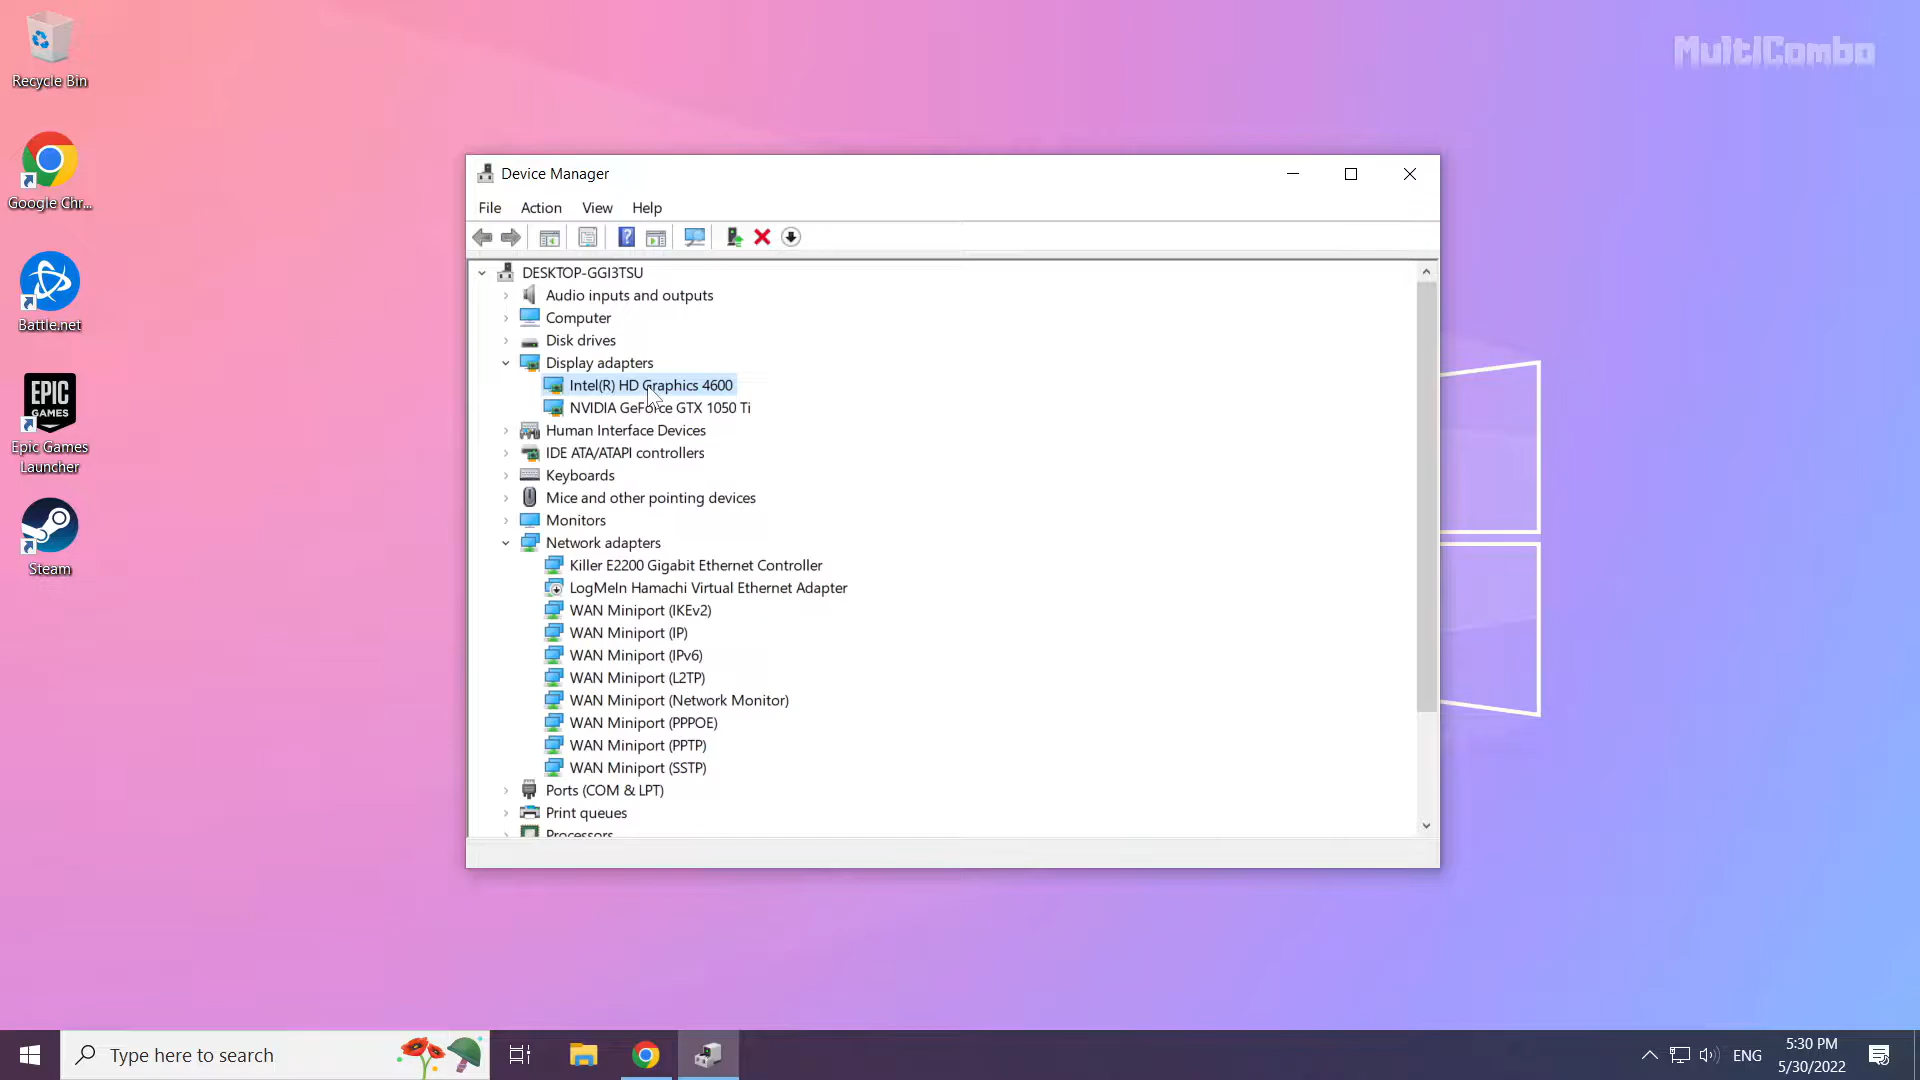 Recycle Bin
Google Chr...
Battle.net
EPIC
GAMES
Epic Games
Launcher
Steam
MultiCombo
Device Manager
File Action View Help
DESKTOP-GGI3TSU
Audio inputs and outputs
Computer
Disk drives
Display adapters
Intel(R) HD Graphics 4600
NVIDIA GeForce GTX 1050 Ti
Human Interface Devices
IDE ATA/ATAPI controllers
Keyboards
Mice and other pointing devices
Monitors
Network adapters
Killer E2200 Gigabit Ethernet Controller
LogMeIn Hamachi Virtual Ethernet Adapter
WAN Miniport (IKEv2)
WAN Miniport (IP)
WAN Miniport (IPv6)
WAN Miniport (L2TP)
WAN Miniport (Network Monitor)
WAN Miniport (PPPOE)
WAN Miniport (PPTP)
WAN Miniport (SSTP)
Ports (COM & LPT)
Print queues
Processors
Type here to search
ENG
5:30 PM
5/30/2022